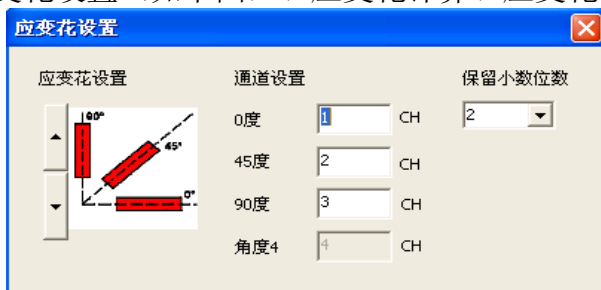 应变花设置
应变花设置 通道设置 保留小数位数
90°
45°
0°
0度 1 CH 2
45度 2 CH
90度 3 CH
角度4 4 CH